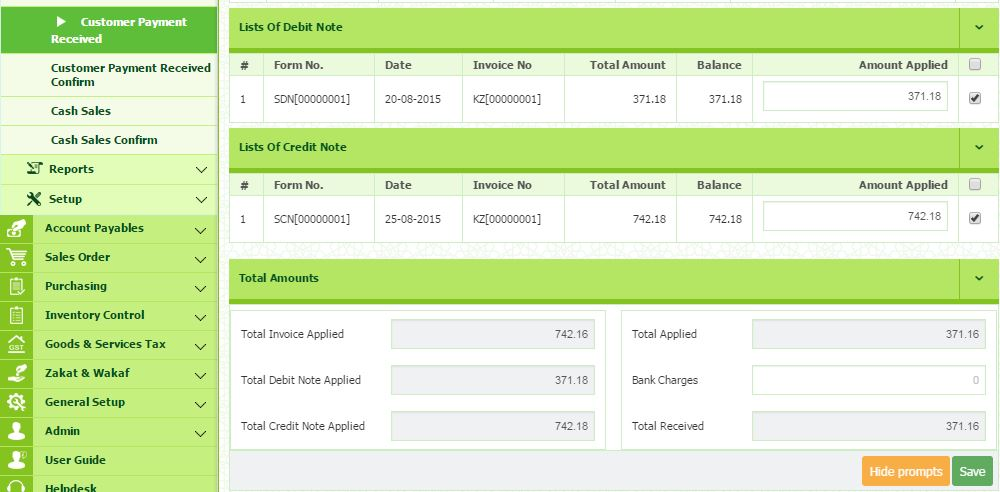 Customer Payment
Received
Customer Payment Received
Confirm
Cash Sales
Cash Sales Confirm
Reports
Setup
Account Payables
Sales Order
Purchasing
Inventory Control
GST
Goods & Services Tax
Zakat & Wakaf
General Setup
Admin
User Guide
Helpdesk
Lists Of Debit Note
# Form No. Date Invoice No Total Amount Balance Amount Applied
1 SDN[00000001] 20-08-2015 KZ[00000001] 371.18 371.18 371.18
Lists Of Credit Note
# Form No. Date Invoice No Total Amount Balance Amount Applied
1 SCN[00000001] 25-08-2015 KZ[00000001] 742.18 742.18 742.18
Total Amounts
Total Invoice Applied 742.16
Total Debit Note Applied 371.18
Total Credit Note Applied 742.18
Total Applied 371.16
Bank Charges 0
Total Received 371.16
Hide prompts Save